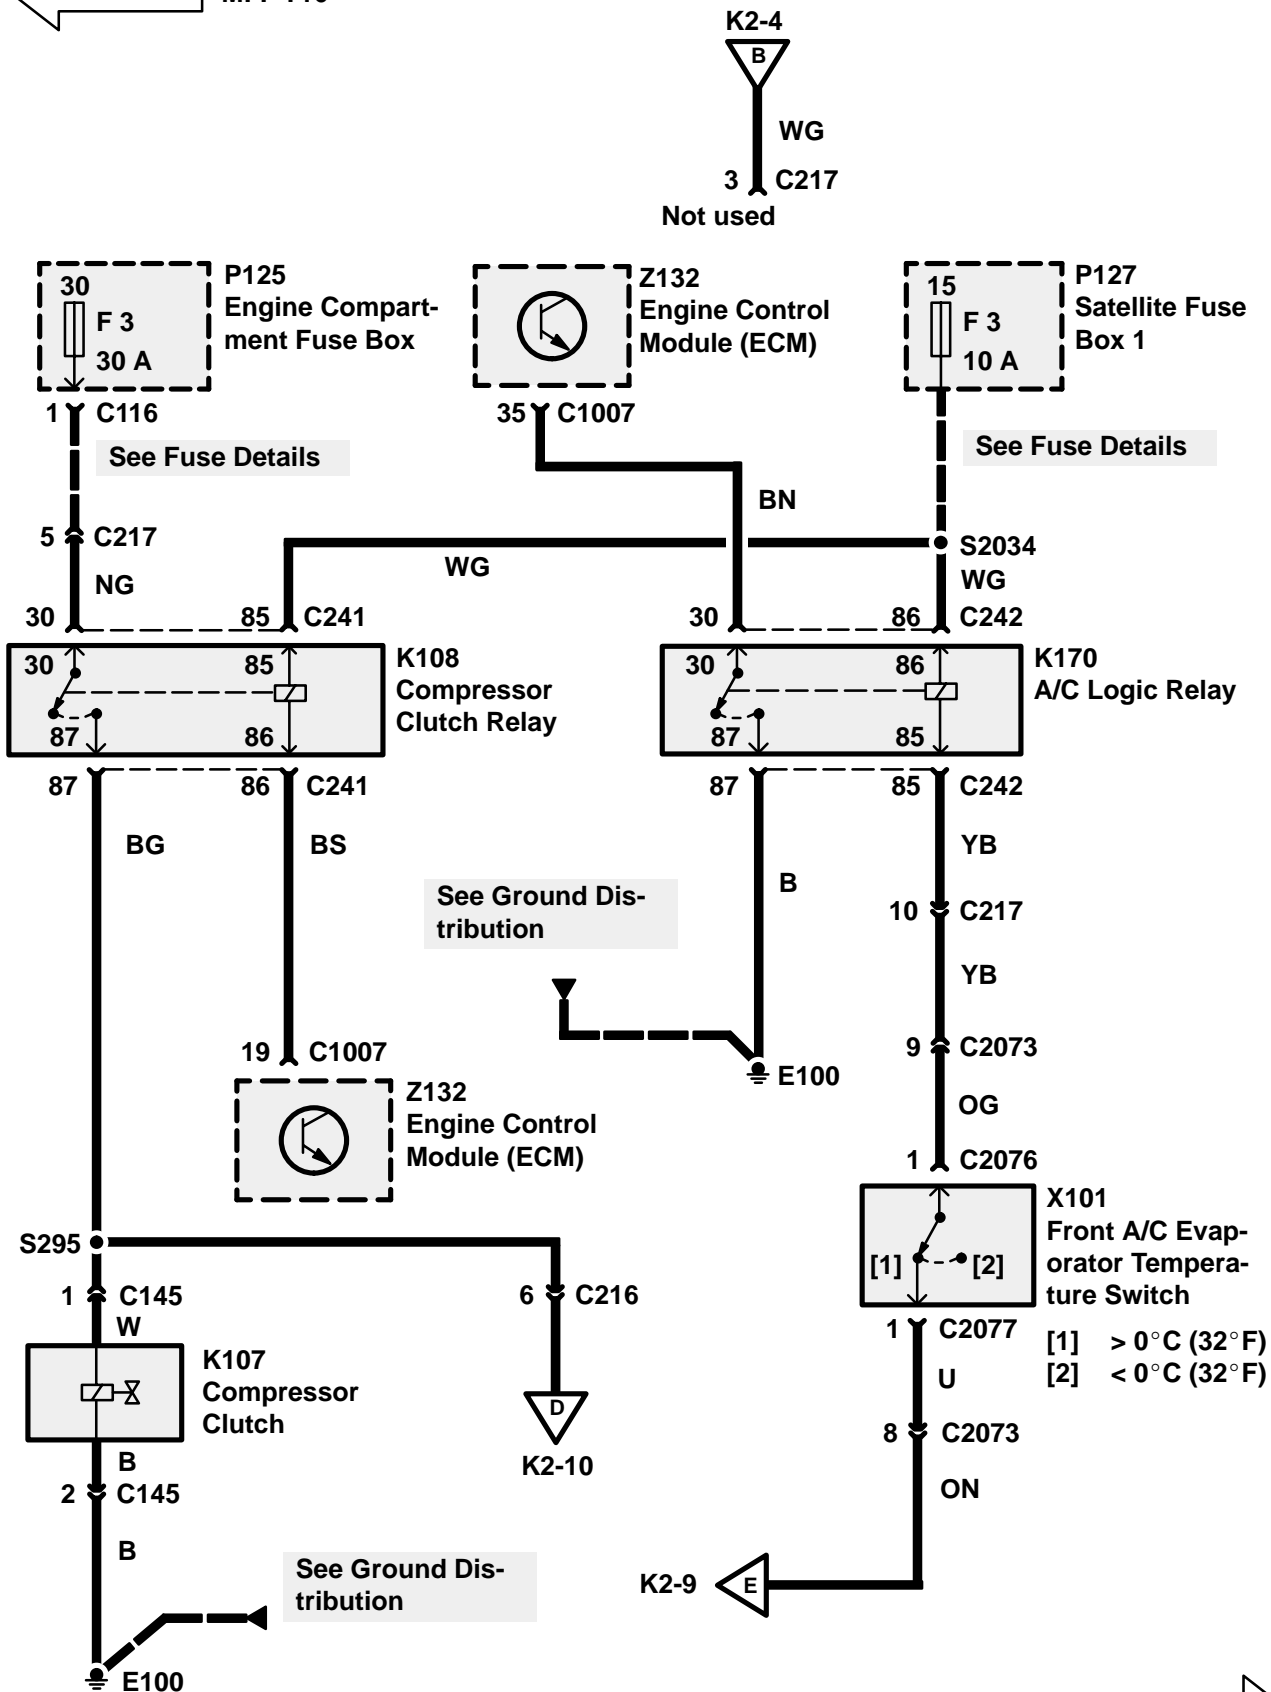 K2-4
B
WG
3 C217
Not used
P125
Engine Compart-
ment Fuse Box
30
F 3
30 A
Z132
Engine Control
Module (ECM)
P127
Satellite Fuse
Box 1
15
F 3
10 A
1 C116
35 C1007
See Fuse Details
See Fuse Details
BN
5 C217
S2034
WG
WG
NG
30 85 C241
30 86 C242
30 85
K108
Compressor
Clutch Relay
87 86
30 86
K170
A/C Logic Relay
87 85
87 86 C241
87 85 C242
BG BS
YB
B
See Ground Dis-
tribution
10 C217
YB
9 C2073
19 C1007
E100
Z132
Engine Control
Module (ECM)
OG
1 C2076
X101
Front A/C Evap-
orator Tempera-
ture Switch
[1] [2]
[1] > 0°C (32°F)
[2] < 0°C (32°F)
S295
1 C145
W
6 C216
1 C2077
K107
Compressor
Clutch
U
D
K2-10
8 C2073
B
2 C145
ON
B
See Ground Dis-
tribution
K2-9 E
E100